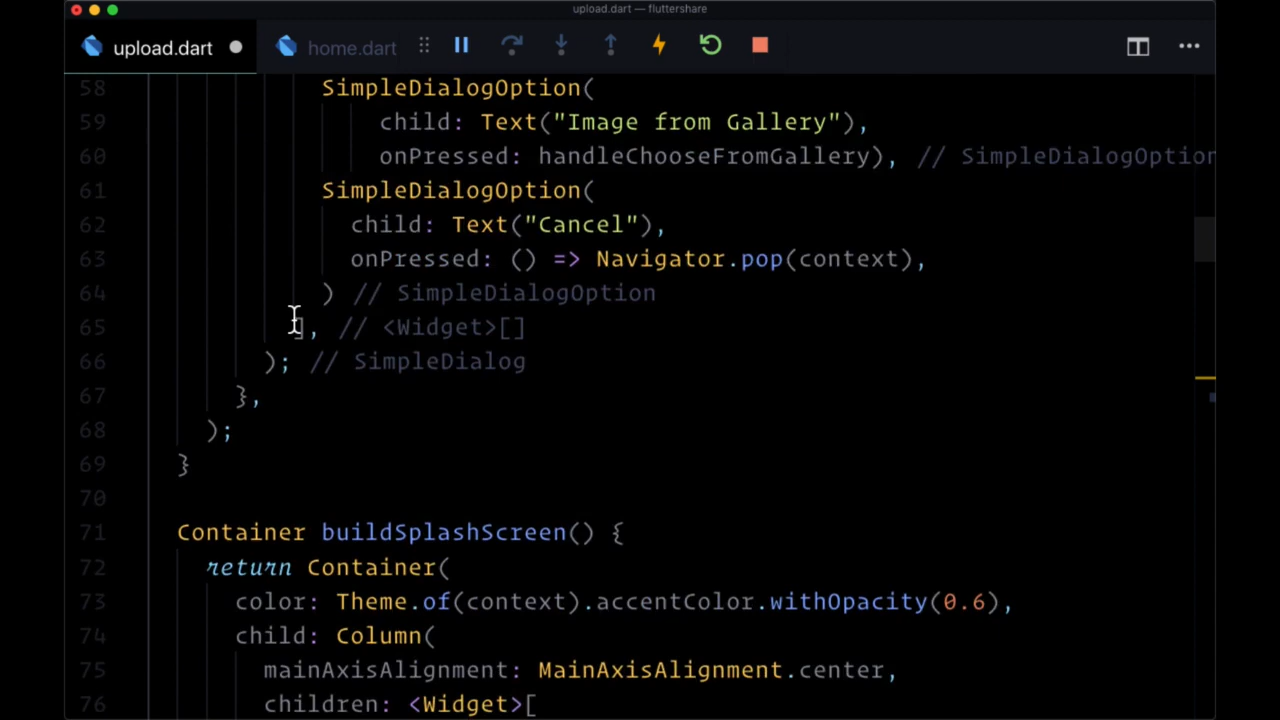 upload.dart — fluttershare
upload.dart home.dart
58 SimpleDialogOption(
59 child: Text("Image from Gallery"),
60 onPressed: handleChooseFromGallery), // SimpleDialogOption
61 SimpleDialogOption(
62 child: Text("Cancel"),
63 onPressed: () => Navigator.pop(context),
64 ) // SimpleDialogOption
65 ], // <Widget>[]
66 ); // SimpleDialog
67 },
68 );
69 }
70
71 Container buildSplashScreen() {
72 return Container(
73 color: Theme.of(context).accentColor.withOpacity(0.6),
74 child: Column(
75 mainAxisAlignment: MainAxisAlignment.center,
76 children: <Widget>[